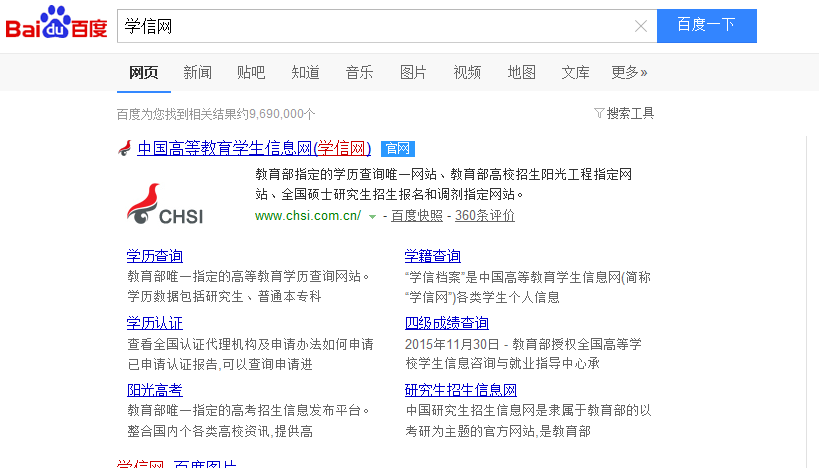 Bai du 百度
学信网
百度一下
网页 新闻 贴吧 知道 音乐 图片 视频 地图 文库 更多»
百度为您找到相关结果约9,690,000个
搜索工具
中国高等教育学生信息网(学信网) 官网
教育部指定的学历查询唯一网站、教育部高校招生阳光工程指定网
站、全国硕士研究生招生报名和调剂指定网站。
CHSI
www.chsi.com.cn/ - 百度快照 - 360条评价
学历查询
教育部唯一指定的高等教育学历查询网站。
学历数据包括研究生、普通本专科
学籍查询
“学信档案”是中国高等教育学生信息网(简称
“学信网”)各类学生个人信息
学历认证
查看全国认证代理机构及申请办法如何申请
已申请认证报告,可以查询申请进
四级成绩查询
2015年11月30日 - 教育部授权全国高等学
校学生信息咨询与就业指导中心承
阳光高考
教育部唯一指定的高考招生信息发布平台。
整合国内个各类高校资讯,提供高
研究生招生信息网
中国研究生招生信息网是隶属于教育部的以
考研为主题的官方网站,是教育部
学信网_百度图片